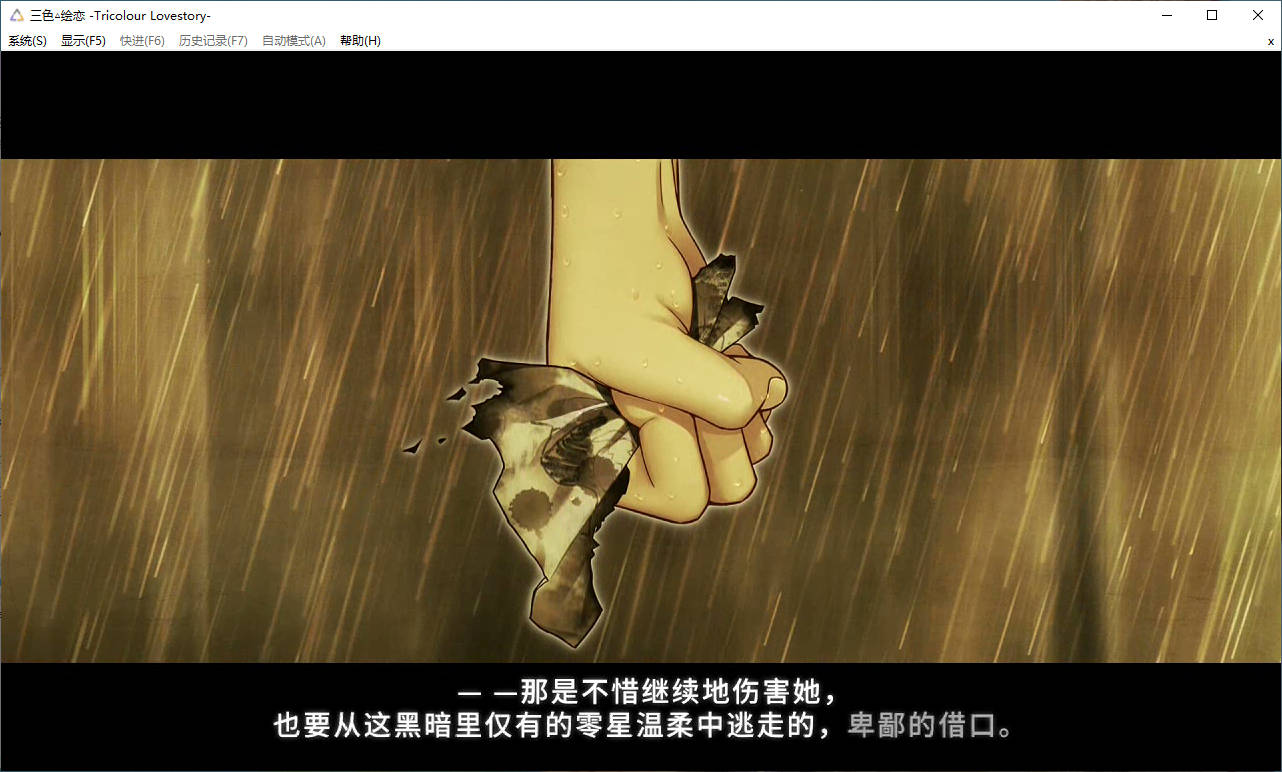 三色△绘恋 -Tricolour Lovestory-
系统(S) 显示(F5) 快进(F6) 历史记录(F7) 自动模式(A) 帮助(H) x
— —那是不惜继续地伤害她，
也要从这黑暗里仅有的零星温柔中逃走的，卑鄙的借口。